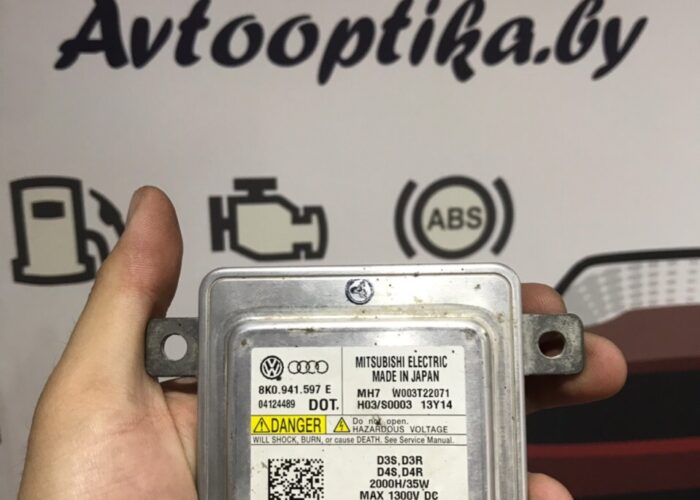 Avtooptika.by
ABS
8K0.941.597 E
04124489 DOT.
MITSUBISHI ELECTRIC
MADE IN JAPAN
MH7 W003T22071
H03/S0003 13Y14
DANGER
Do not open.
HAZARDOUS VOLTAGE
WILL SHOCK, BURN, or cause DEATH. See Service Manual.
D3S,D3R
D4S,D4R
2000H/35W
MAX 1300V DC